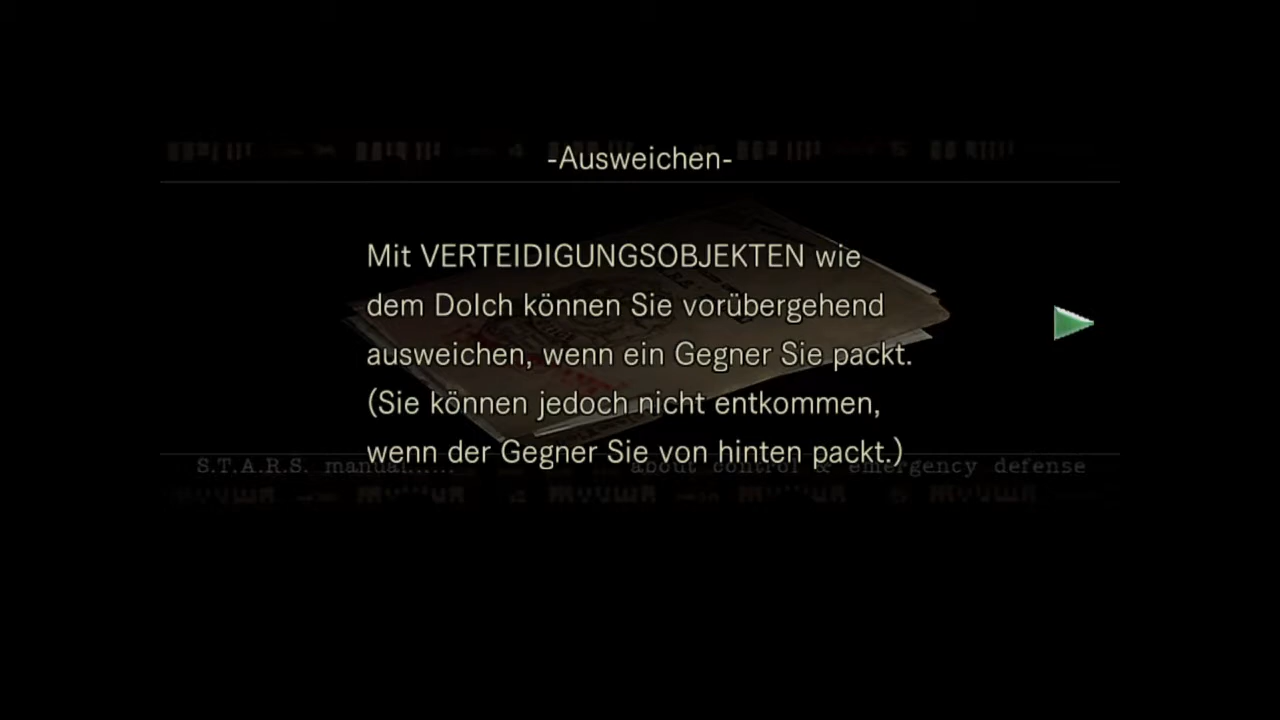 -Ausweichen-
Mit VERTEIDIGUNGSOBJEKTEN wie
dem Dolch können Sie vorübergehend
ausweichen, wenn ein Gegner Sie packt.
(Sie können jedoch nicht entkommen,
wenn der Gegner Sie von hinten packt.)
S.T.A.R.S. manual...... about control & emergency defense